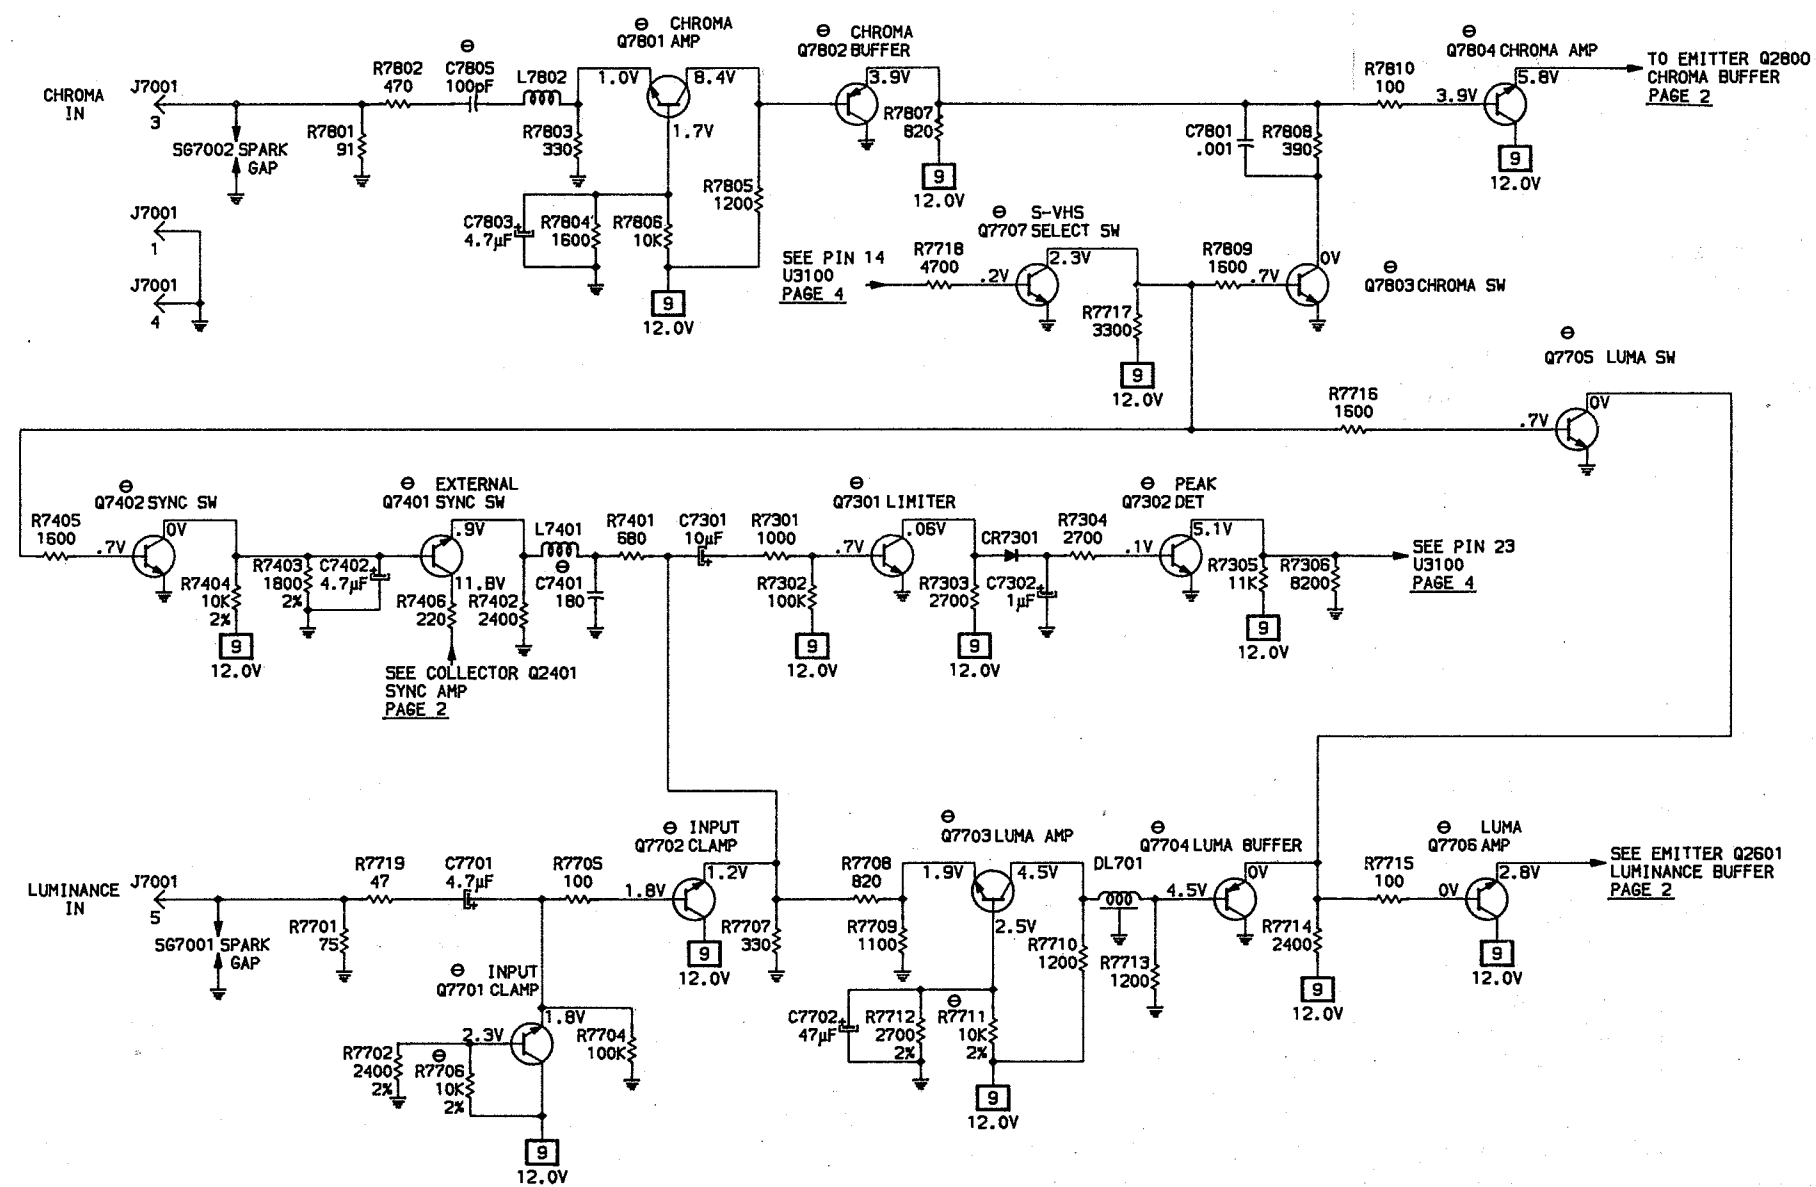 CHROMA
IN
J7001
3
SG7002 SPARK
GAP
R7801
91
R7802
470
⊖
C7805
100pF
L7802
R7803
330
⊖ CHROMA
Q7801 AMP
1.0V
8.4V
1.7V
C7803
4.7µF
R7804
1600
R7806
10K
9
12.0V
R7805
1200
⊖ CHROMA
Q7802 BUFFER
3.9V
R7807
820
9
12.0V
C7801
.001
R7808
390
R7810
100
⊖
Q7804 CHROMA AMP
3.9V
5.8V
9
12.0V
TO EMITTER Q2800
CHROMA BUFFER
PAGE 2
J7001
1
J7001
4
SEE PIN 14
U3100
PAGE 4
R7718
4700
⊖ S-VHS
Q7707 SELECT SW
.2V
2.3V
R7717
3300
9
12.0V
R7809
1600
.7V
0V
⊖
Q7803 CHROMA SW
⊖
Q7705 LUMA SW
R7716
1600
.7V
0V
R7405
1600
⊖
Q7402 SYNC SW
.7V
0V
R7404
10K
2%
9
12.0V
R7403
1800
2%
C7402
4.7µF
⊖ EXTERNAL
Q7401 SYNC SW
.9V
11.8V
R7406
220
SEE COLLECTOR Q2401
SYNC AMP
PAGE 2
R7402
2400
L7401
⊖
C7401
180
R7401
680
C7301
10µF
R7301
1000
R7302
100K
9
12.0V
⊖
Q7301 LIMITER
.7V
.06V
R7303
2700
9
12.0V
CR7301
C7302
1µF
R7304
2700
⊖ PEAK
Q7302 DET
.1V
5.1V
R7305
11K
9
12.0V
R7306
8200
SEE PIN 23
U3100
PAGE 4
LUMINANCE
IN
J7001
5
SG7001 SPARK
GAP
R7701
75
R7719
47
C7701
4.7µF
R7705
100
⊖ INPUT
Q7702 CLAMP
1.8V
1.2V
9
12.0V
R7707
330
⊖ INPUT
Q7701 CLAMP
2.3V
1.8V
R7704
100K
R7702
2400
2%
⊖
R7706
10K
2%
9
12.0V
R7708
820
R7709
1100
⊖
Q7703 LUMA AMP
1.9V
4.5V
2.5V
C7702
47µF
R7712
2700
2%
⊖
R7711
10K
2%
9
12.0V
R7710
1200
DL701
R7713
1200
⊖
Q7704 LUMA BUFFER
4.5V
0V
R7714
2400
9
12.0V
R7715
100
⊖ LUMA
Q7706 AMP
0V
2.8V
9
12.0V
SEE EMITTER Q2601
LUMINANCE BUFFER
PAGE 2